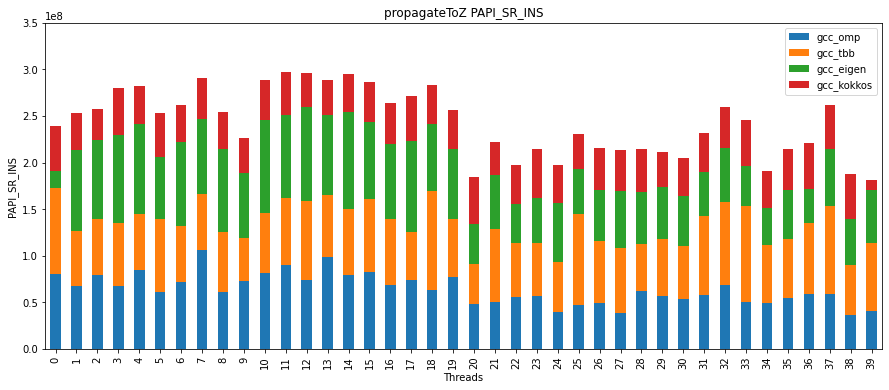 propagateToZ PAPI_SR_INS
1e8
gcc_omp
gcc_tbb
gcc_eigen
gcc_kokkos
PAPI_SR_INS
3.5
3.0
2.5
2.0
1.5
1.0
0.5
0.0
0 1 2 3 4 5 6 7 8 9 10 11 12 13 14 15 16 17 18 19 20 21 22 23 24 25 26 27 28 29 30 31 32 33 34 35 36 37 38 39
Threads